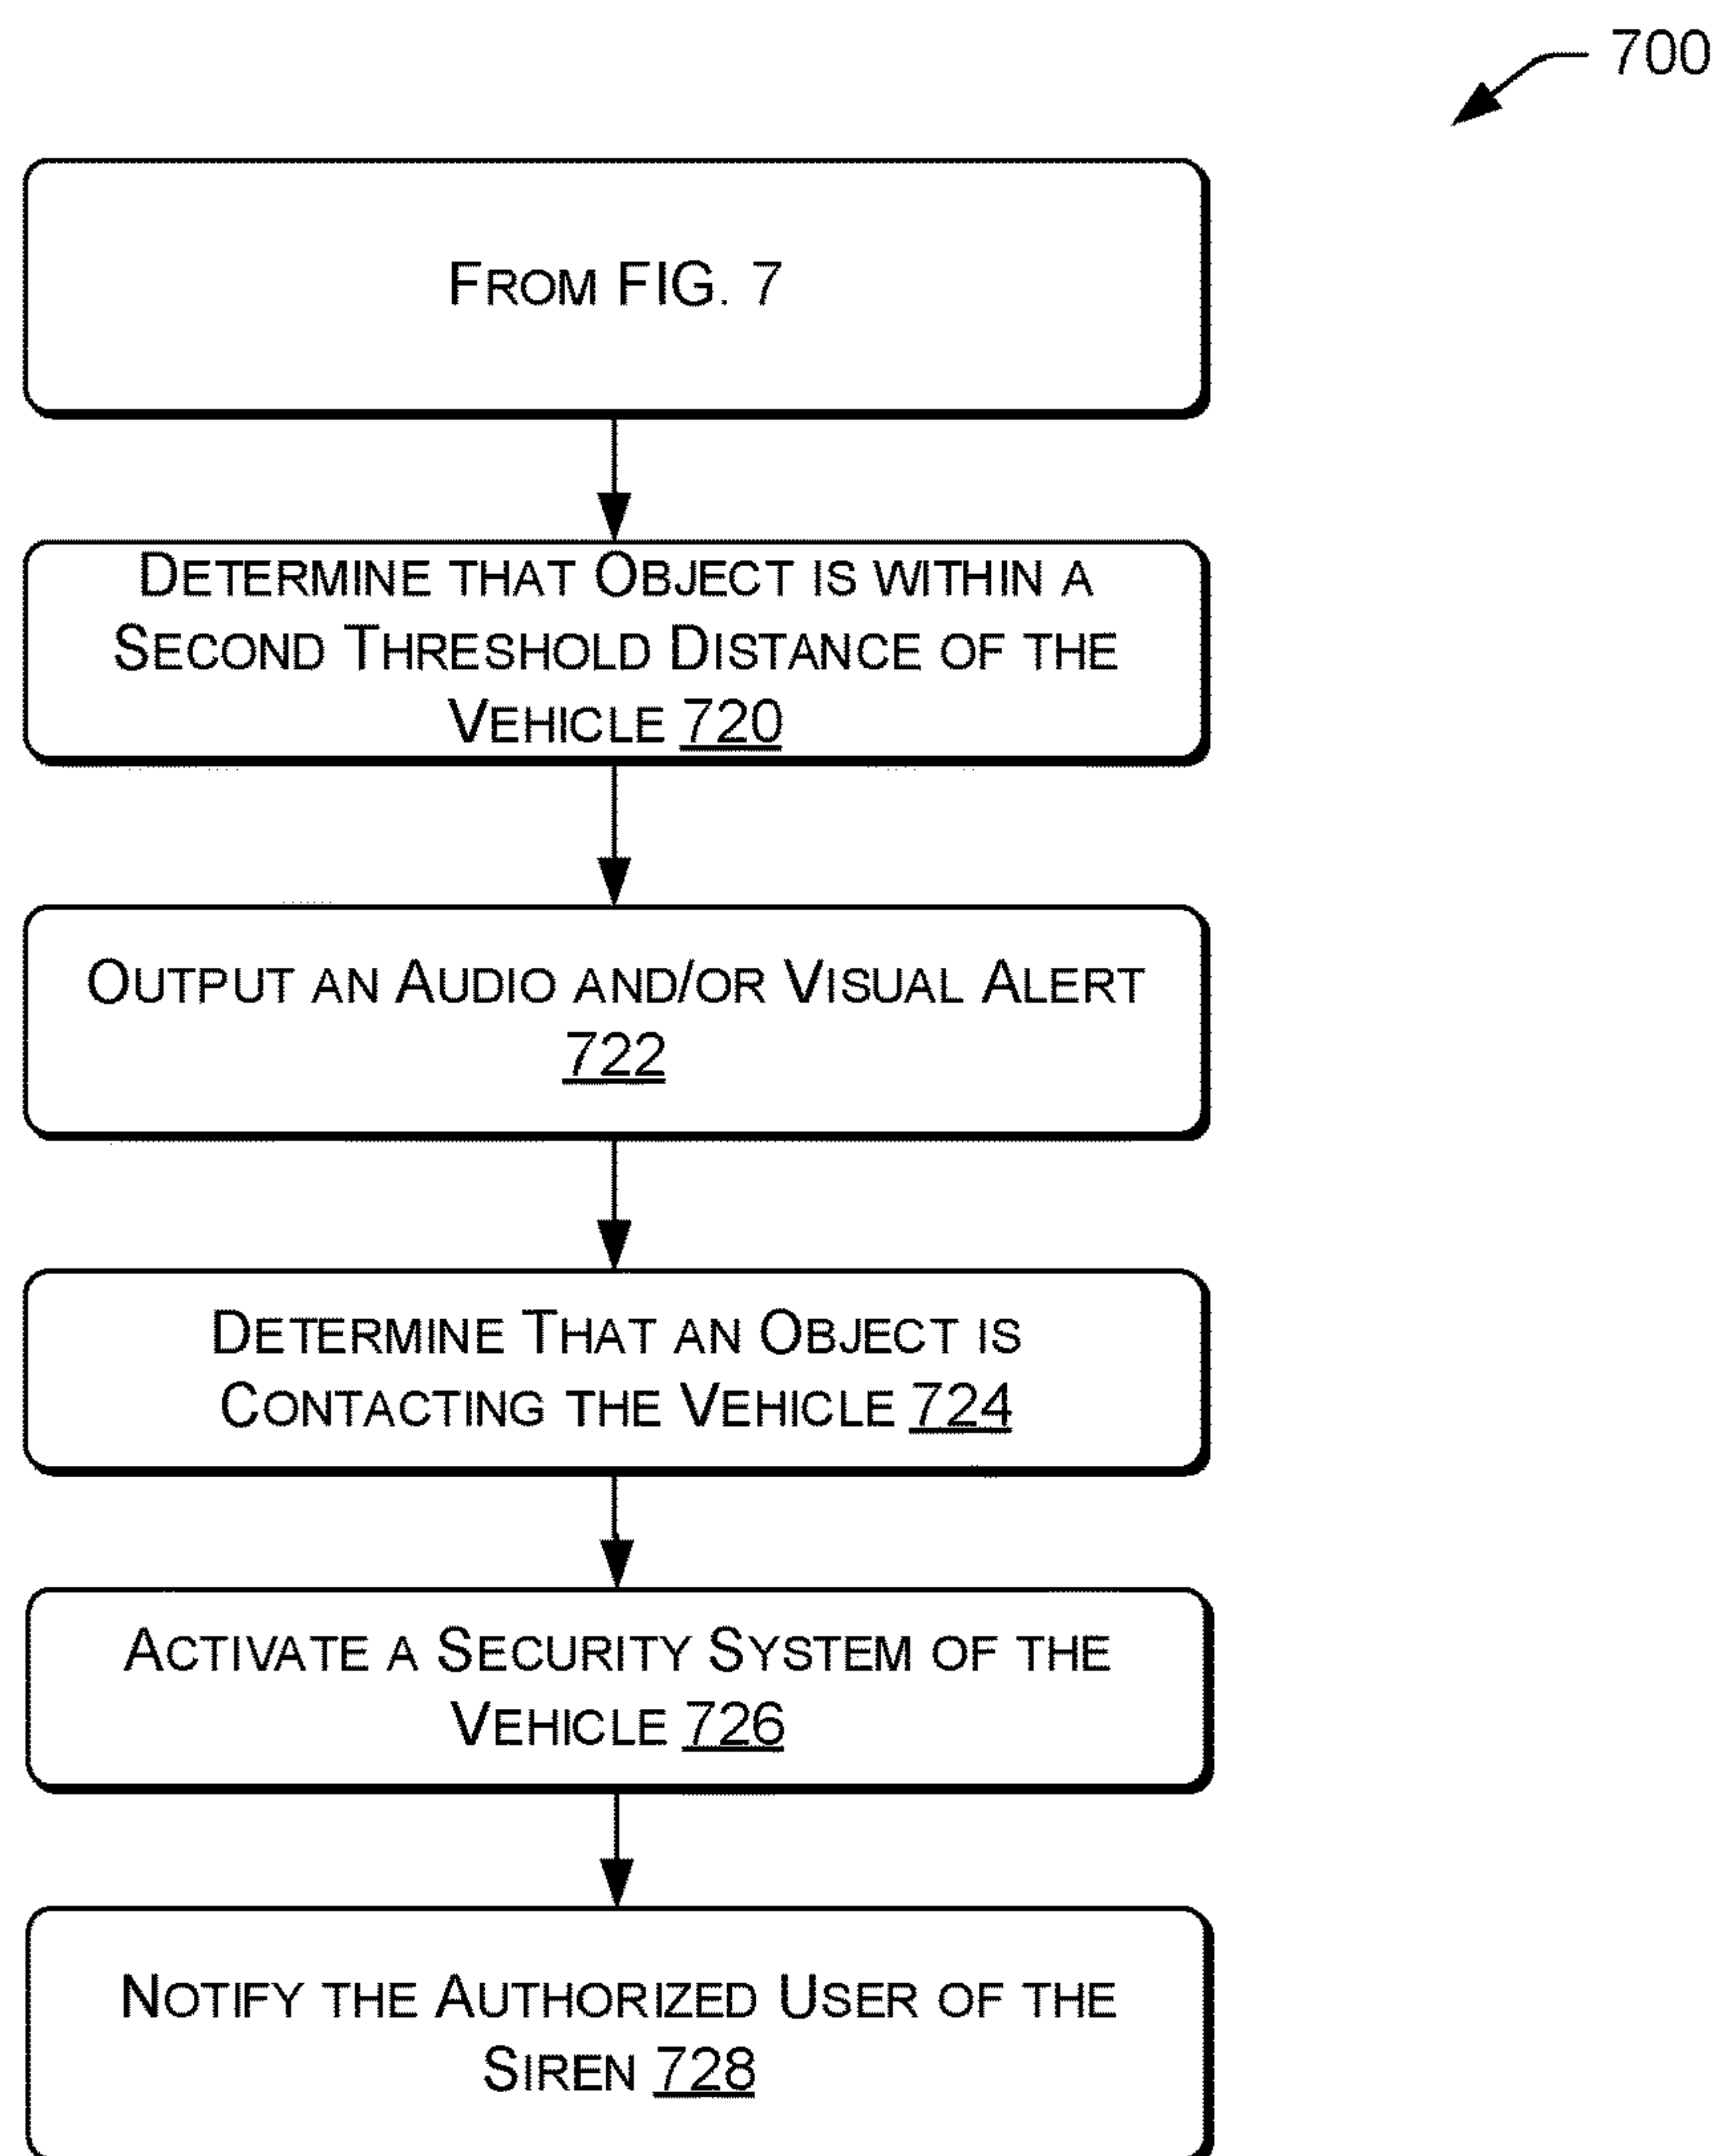 700
FROM FIG. 7
DETERMINE THAT OBJECT IS WITHIN A
SECOND THRESHOLD DISTANCE OF THE
VEHICLE 720
OUTPUT AN AUDIO AND/OR VISUAL ALERT
722
DETERMINE THAT AN OBJECT IS
CONTACTING THE VEHICLE 724
ACTIVATE A SECURITY SYSTEM OF THE
VEHICLE 726
NOTIFY THE AUTHORIZED USER OF THE
SIREN 728